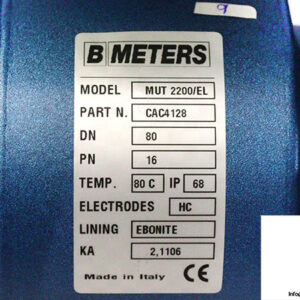 B METERS
MODEL MUT 2200/EL
PART N. CAC4128
DN 80
PN 16
TEMP. 80 C IP 68
ELECTRODES HC
LINING EBONITE
KA 2,1106
Made in Italy CE